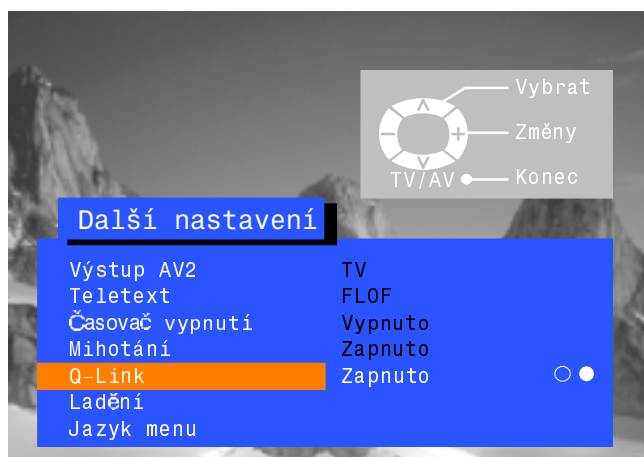 Vybrat
Změny
TV/AV Konec
Další nastavení
Výstup AV2 TV
Teletext FLOF
Časovač vypnutí Vypnuto
Mihotání Zapnuto
Q-Link Zapnuto
Ladění
Jazyk menu